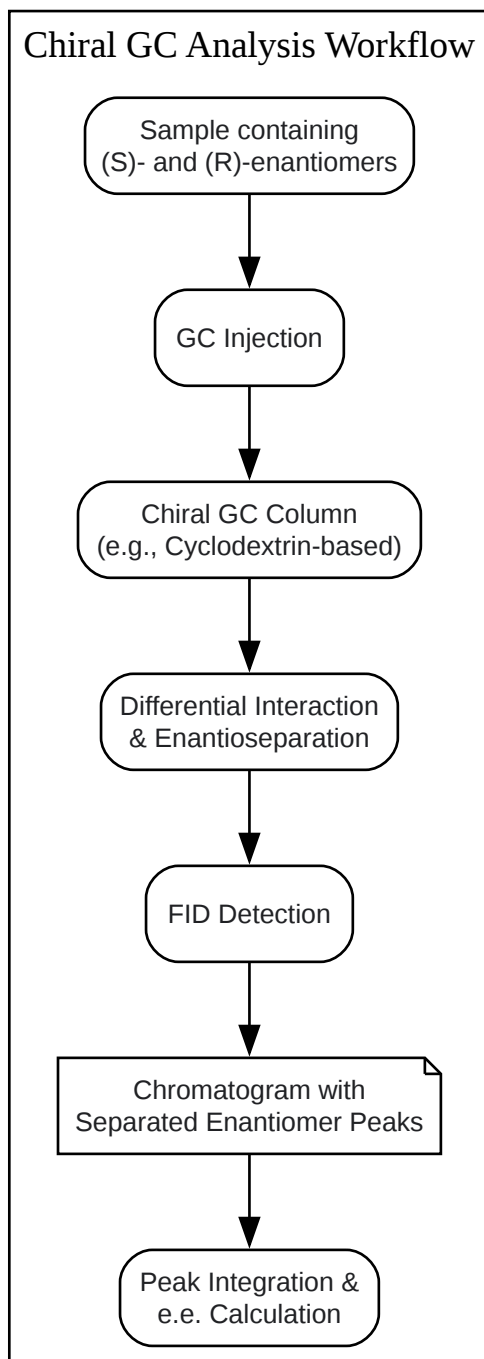 Chiral GC Analysis Workflow
Sample containing
(S)- and (R)-enantiomers
GC Injection
Chiral GC Column
(e.g., Cyclodextrin-based)
Differential Interaction
& Enantioseparation
FID Detection
Chromatogram with
Separated Enantiomer Peaks
Peak Integration &
e.e. Calculation